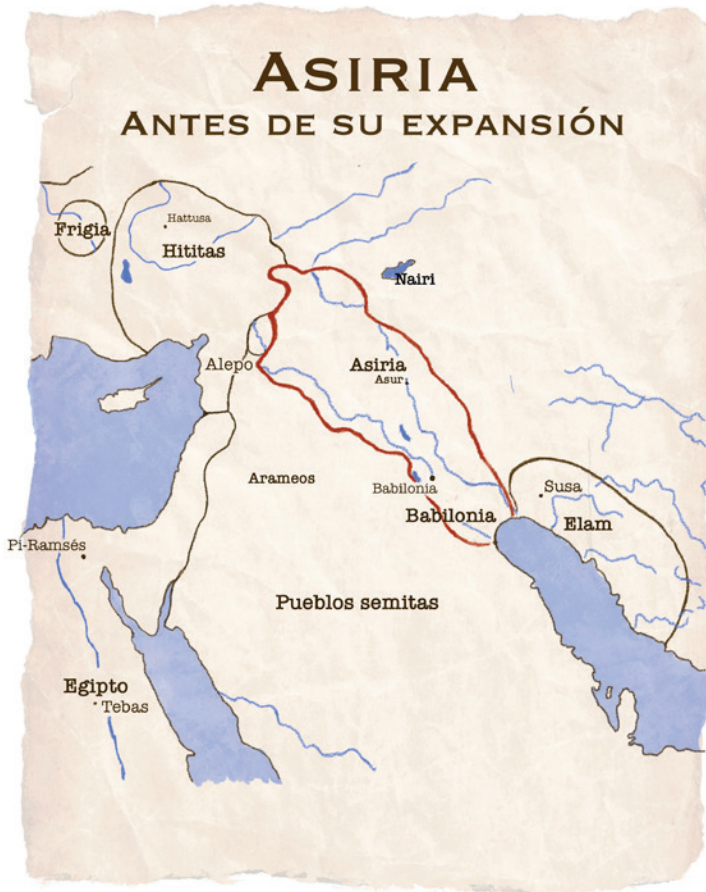 ASIRIA
ANTES DE SU EXPANSIÓN
Hattusa
Frigia
Hititas
Nairi
Alepo
Asiria
Asur
Arameos
Babilonia
Susa
Babilonia
Elam
Pi-Ramsés
Pueblos semitas
Egipto
Tebas